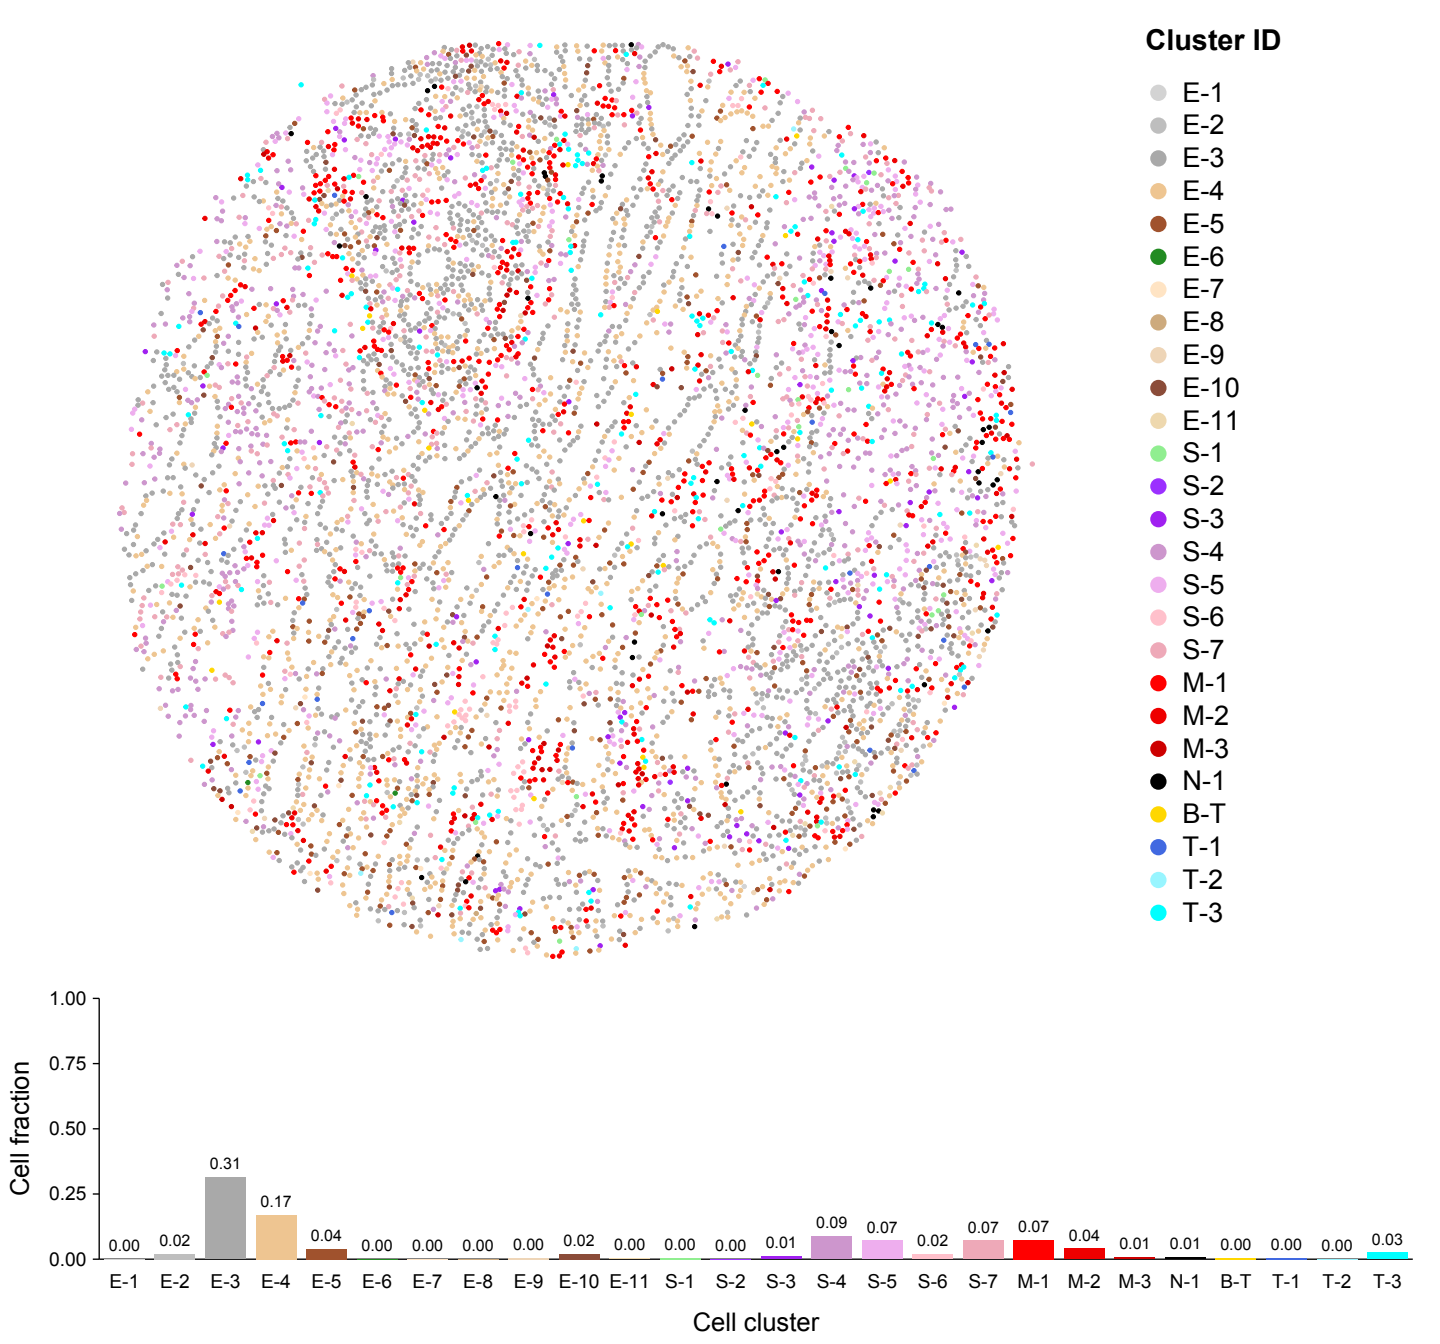 Cluster ID
E-1
E-2
E-3
E-4
E-5
E-6
E-7
E-8
E-9
E-10
E-11
S-1
S-2
S-3
S-4
S-5
S-6
S-7
M-1
M-2
M-3
N-1
B-T
T-1
T-2
T-3
1.00
0.75
0.50
0.25
0.00
Cell fraction
0.00 0.02 0.31 0.17 0.04 0.00 0.00 0.00 0.00 0.02 0.00 0.00 0.00 0.01 0.09 0.07 0.02 0.07 0.07 0.04 0.01 0.01 0.00 0.00 0.00 0.03
E-1 E-2 E-3 E-4 E-5 E-6 E-7 E-8 E-9 E-10 E-11 S-1 S-2 S-3 S-4 S-5 S-6 S-7 M-1 M-2 M-3 N-1 B-T T-1 T-2 T-3
Cell cluster